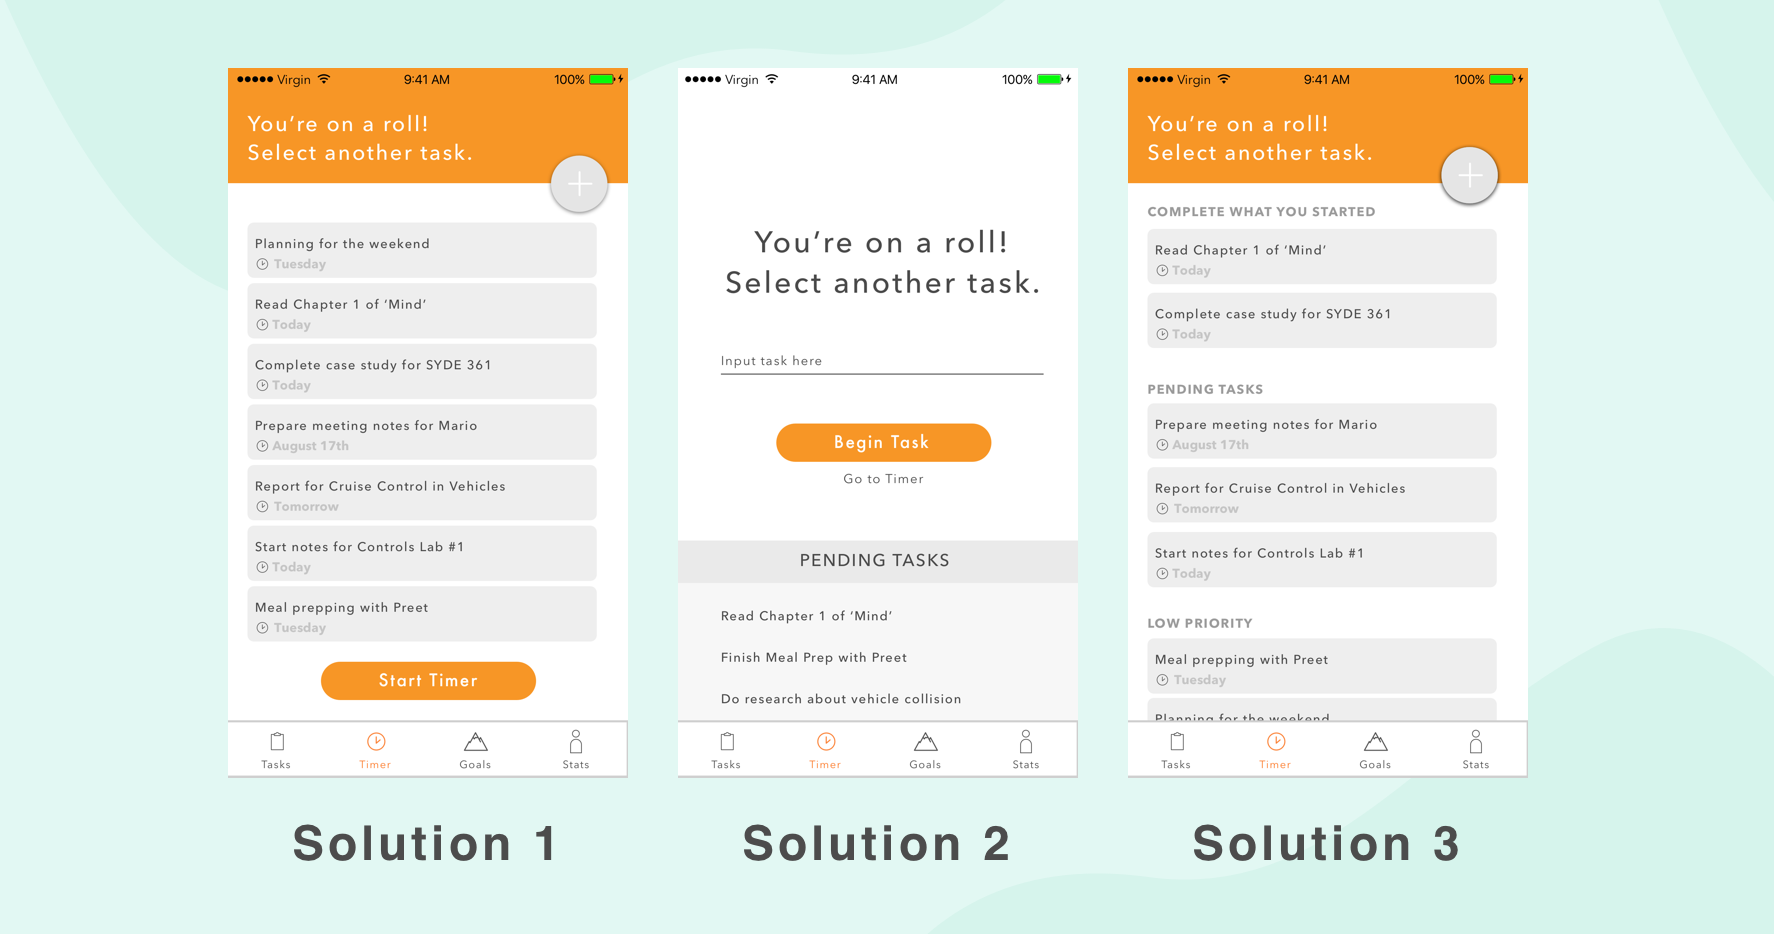 Virgin 9:41 AM 100%
You're on a roll!
Select another task.
Planning for the weekend
Tuesday
Read Chapter 1 of ‘Mind’
Today
Complete case study for SYDE 361
Today
Prepare meeting notes for Mario
August 17th
Report for Cruise Control in Vehicles
Tomorrow
Start notes for Controls Lab #1
Today
Meal prepping with Preet
Tuesday
Start Timer
Tasks Timer Goals Stats
Solution 1
Virgin 9:41 AM 100%
You're on a roll!
Select another task.
Input task here
Begin Task
Go to Timer
PENDING TASKS
Read Chapter 1 of ‘Mind’
Finish Meal Prep with Preet
Do research about vehicle collision
Tasks Timer Goals Stats
Solution 2
Virgin 9:41 AM 100%
You're on a roll!
Select another task.
COMPLETE WHAT YOU STARTED
Read Chapter 1 of ‘Mind’
Today
Complete case study for SYDE 361
Today
PENDING TASKS
Prepare meeting notes for Mario
August 17th
Report for Cruise Control in Vehicles
Tomorrow
Start notes for Controls Lab #1
Today
LOW PRIORITY
Meal prepping with Preet
Tuesday
Planning for the weekend
Tasks Timer Goals Stats
Solution 3